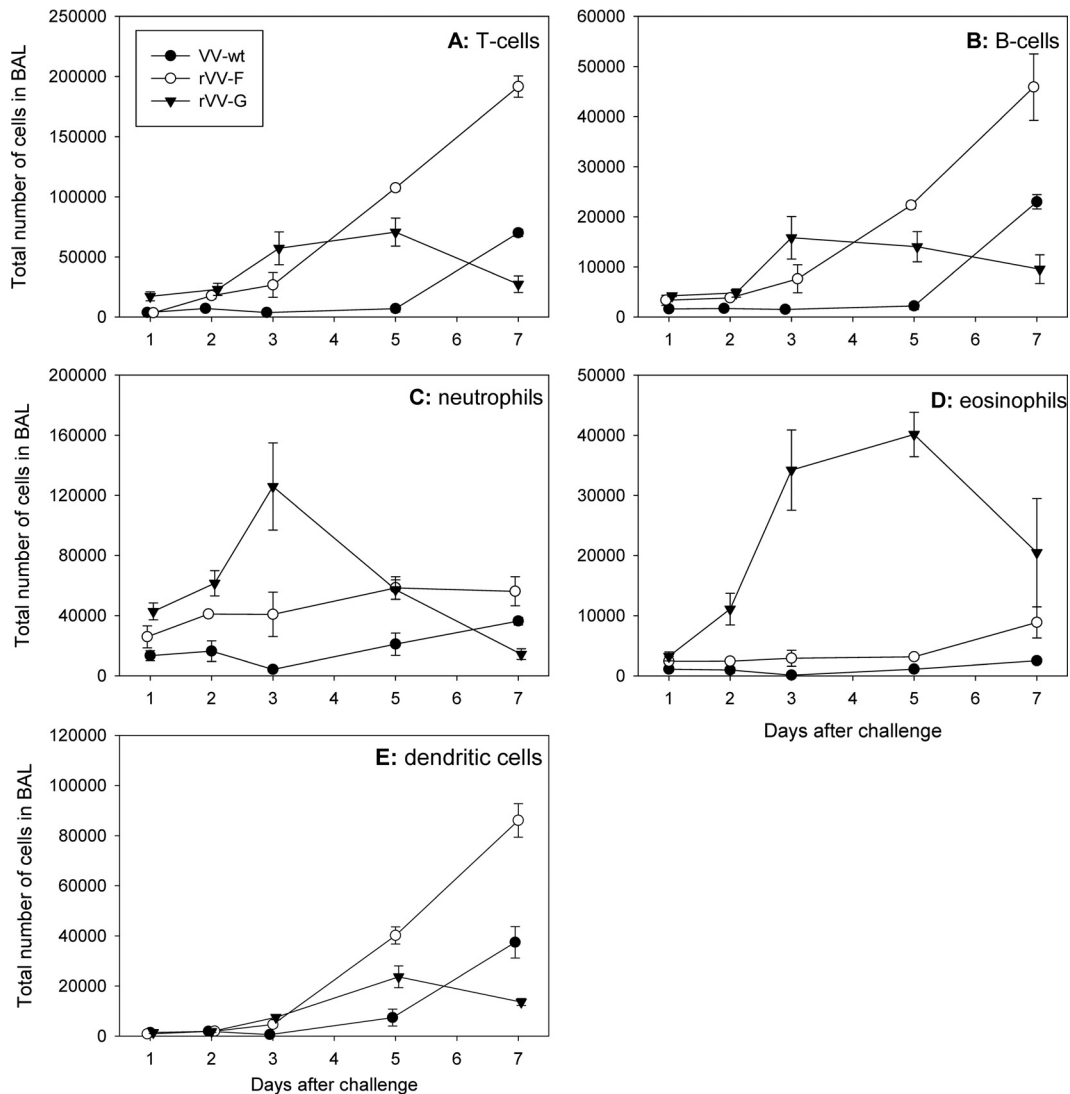 Total number of cells in BAL
250000
200000
150000
100000
50000
0
1 2 3 4 5 6 7
VV-wt
rVV-F
rVV-G
A: T-cells
60000
50000
40000
30000
20000
10000
0
1 2 3 4 5 6 7
B: B-cells
Total number of cells in BAL
200000
160000
120000
80000
40000
0
1 2 3 4 5 6 7
C: neutrophils
50000
40000
30000
20000
10000
0
1 2 3 4 5 6 7
D: eosinophils
Days after challenge
Total number of cells in BAL
120000
100000
80000
60000
40000
20000
0
1 2 3 4 5 6 7
E: dendritic cells
Days after challenge